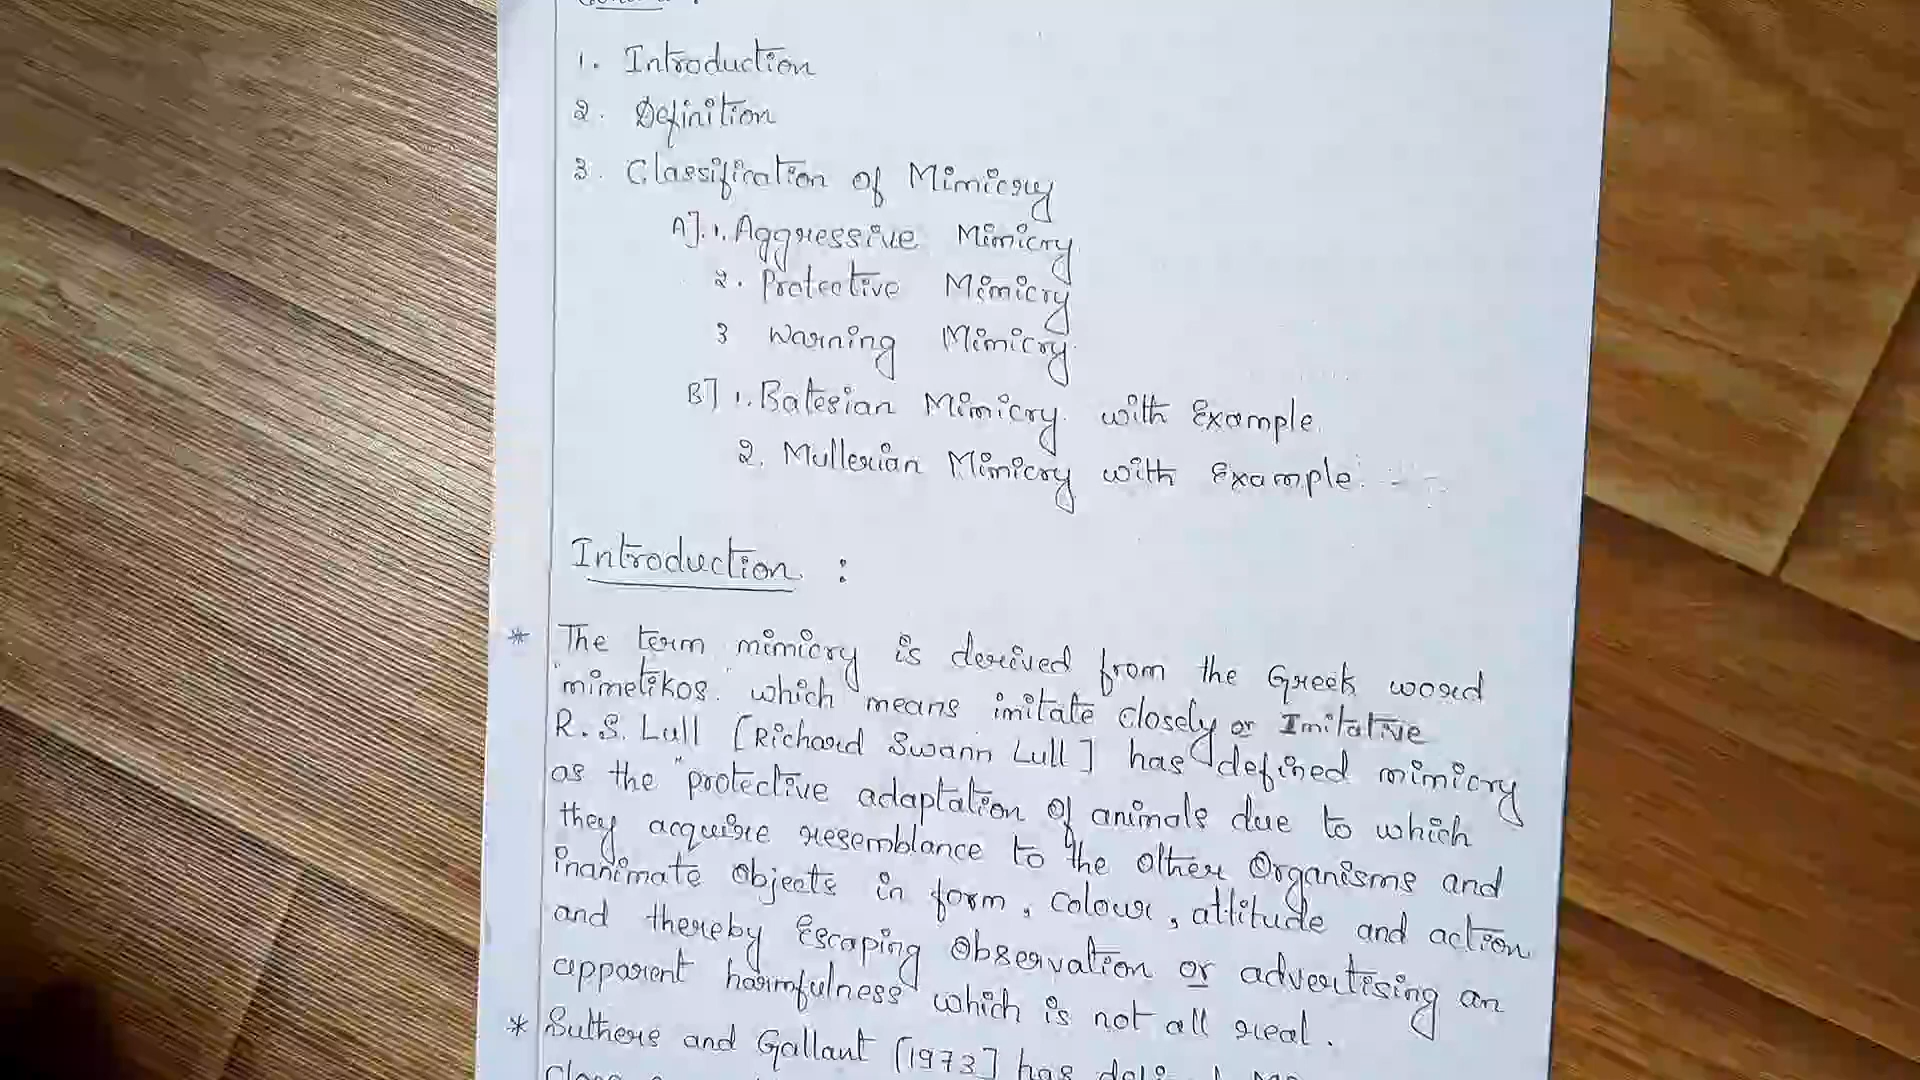 1. Introduction
2. Definition
3. Classification of Mimicry
A]. 1. Aggressive Mimicry
2. Protective Mimicry
3 Warning Mimicry
B] 1. Batesian Mimicry with Example
2. Mullerian Mimicry with Example
Introduction :
* The term mimicry is derived from the Greek word
"mimetikos." which means imitate closely or Imitative
R. S. Lull [Richard Swann Lull] has defined mimicry
as the "protective adaptation of animals due to which
they acquire resemblance to the other Organisms and
inanimate Objects in form, colour, attitude and action
and thereby Escaping Observation or advertising an
apparent harmfulness which is not all real.
* Suthers and Gallant [1973] has